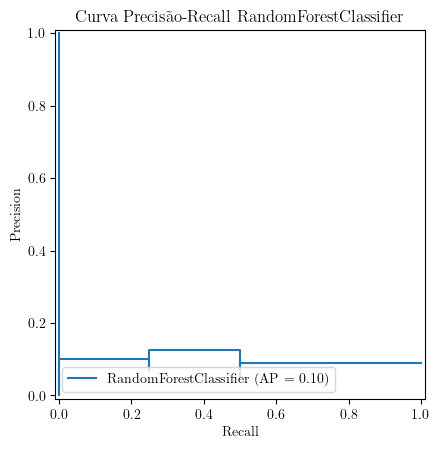 Curva Precisão-Recall RandomForestClassifier
1.0
0.8
0.6
0.4
0.2
0.0
Precision
RandomForestClassifier (AP = 0.10)
0.0 0.2 0.4 0.6 0.8 1.0
Recall